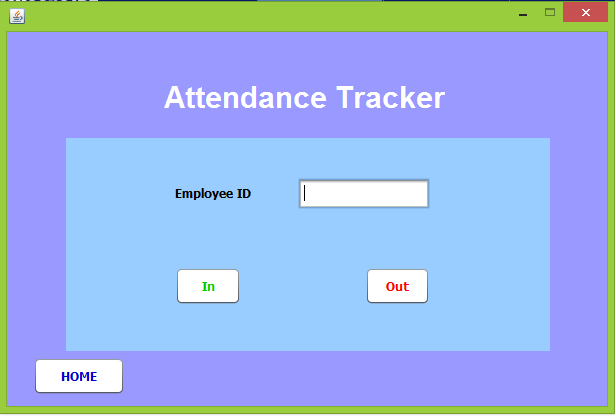 Attendance Tracker
Employee ID
In
Out
HOME